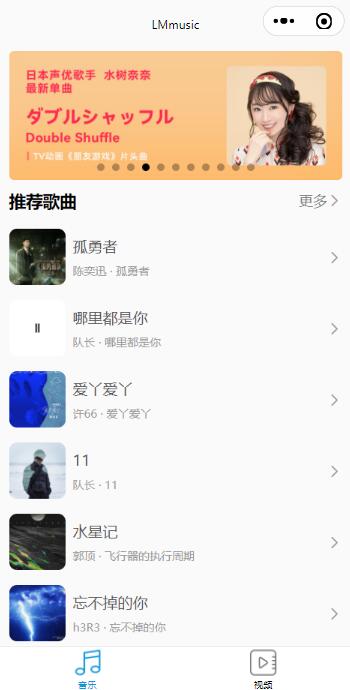 LMmusic
日本声优歌手 水树奈奈
最新单曲
ダブルシャッフル
Double Shuffle
TV动画《朋友游戏》片头曲
推荐歌曲
更多
孤勇者
陈奕迅 · 孤勇者
哪里都是你
队长 · 哪里都是你
爱丫爱丫
许66 · 爱丫爱丫
11
队长 · 11
水星记
郭顶 · 飞行器的执行周期
忘不掉的你
h3R3 · 忘不掉的你
音乐
视频